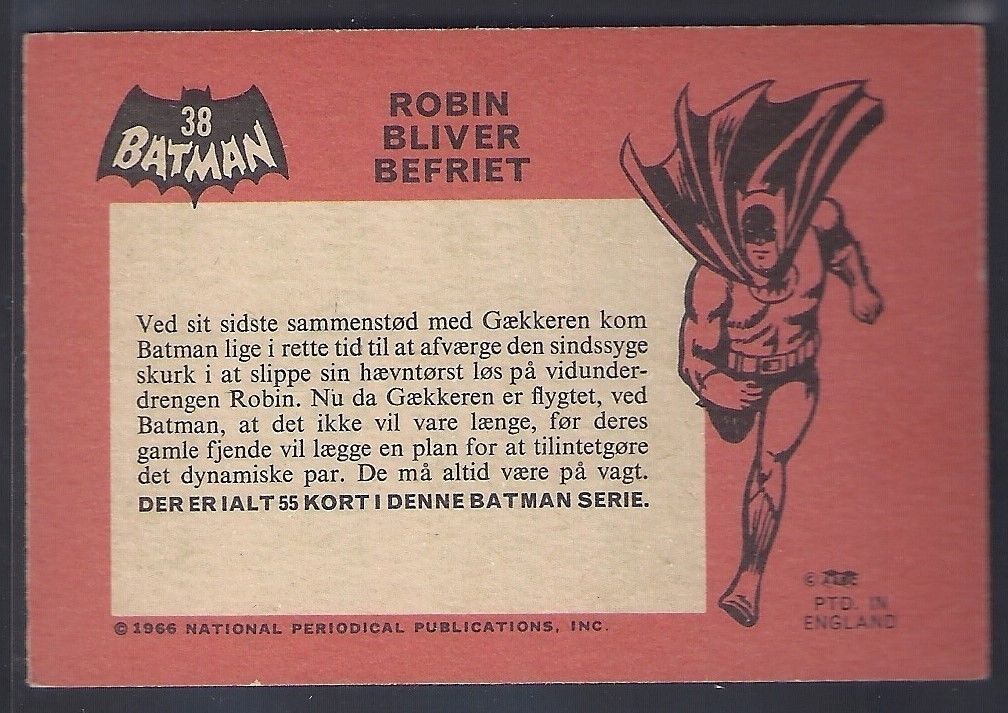 38
BATMAN
ROBIN
BLIVER
BEFRIET
Ved sit sidste sammenstød med Gækkeren kom
Batman lige i rette tid til at afværge den sindssyge
skurk i at slippe sin hævntørst løs på vidunder-
drengen Robin. Nu da Gækkeren er flygtet, ved
Batman, at det ikke vil vare længe, før deres
gamle fjende vil lægge en plan for at tilintetgøre
det dynamiske par. De må altid være på vagt.
DER ER IALT 55 KORT I DENNE BATMAN SERIE.
© 1966 NATIONAL PERIODICAL PUBLICATIONS, INC.
©
PTD. IN
ENGLAND